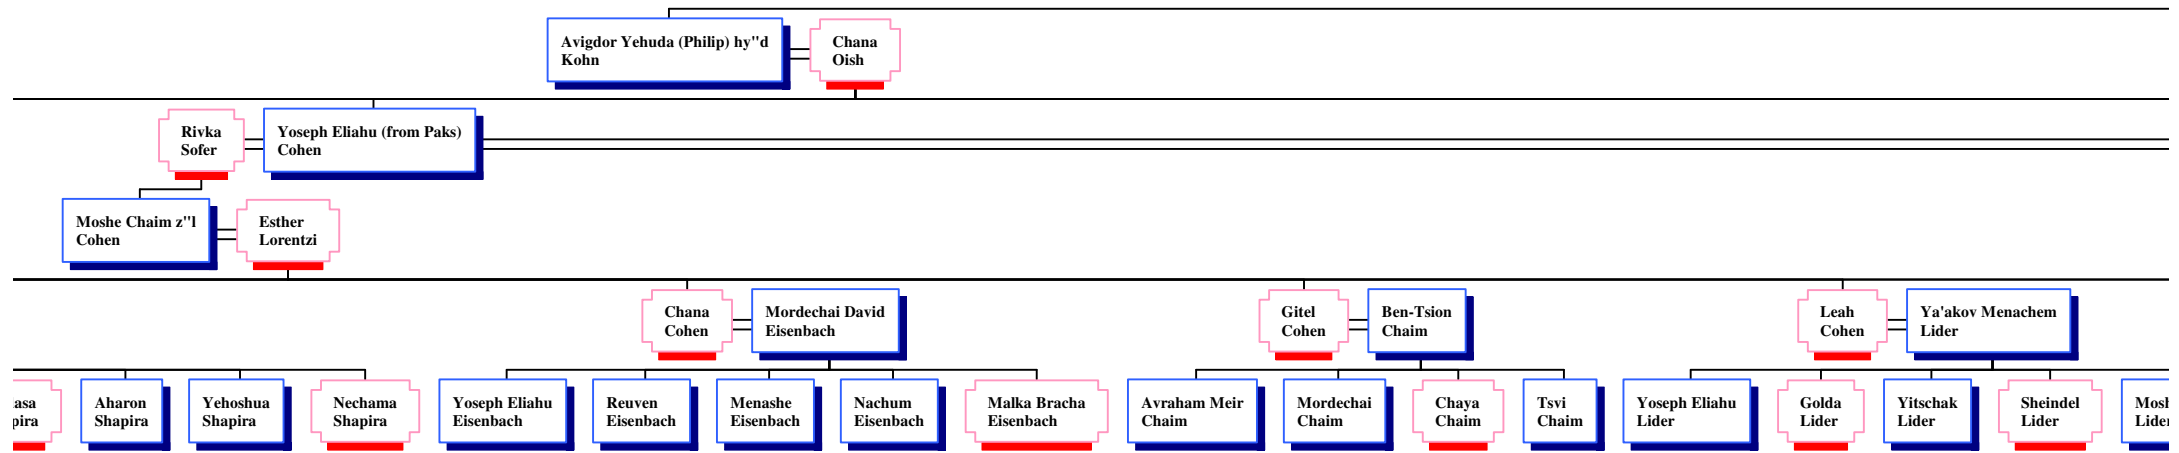 Avigdor Yehuda (Philip) hy"d
Kohn
Chana
Oish
Rivka
Sofer
Yoseph Eliahu (from Paks)
Cohen
Moshe Chaim z"l
Cohen
Esther
Lorentzi
Chana
Cohen
Mordechai David
Eisenbach
Gitel
Cohen
Ben-Tsion
Chaim
Leah
Cohen
Ya'akov Menachem
Lider
Aharon
Shapira
Yehoshua
Shapira
Nechama
Shapira
Yoseph Eliahu
Eisenbach
Reuven
Eisenbach
Menashe
Eisenbach
Nachum
Eisenbach
Malka Bracha
Eisenbach
Avraham Meir
Chaim
Mordechai
Chaim
Chaya
Chaim
Tsvi
Chaim
Yoseph Eliahu
Lider
Golda
Lider
Yitschak
Lider
Sheindel
Lider
Lider